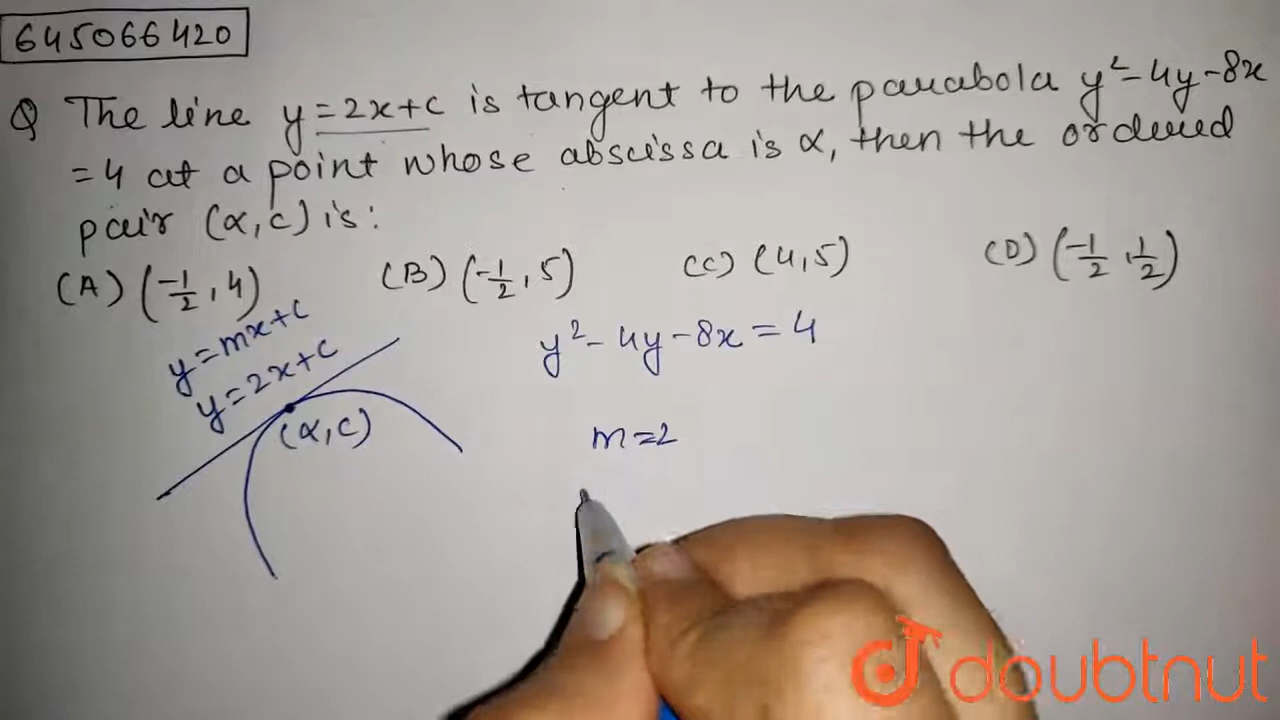 645066420
Q The line y=2x+c is tangent to the parabola y²-4y-8x
=4 at a point whose abscissa is α, then the ordered
pair (α,c) is:
(A) (-1/2, 4) (B) (-1/2, 5) (C) (4,5) (D) (-1/2, 1/2)
y=mx+c
y=2x+c
(α,c)
y²-4y-8x=4
m=2
doubtnut